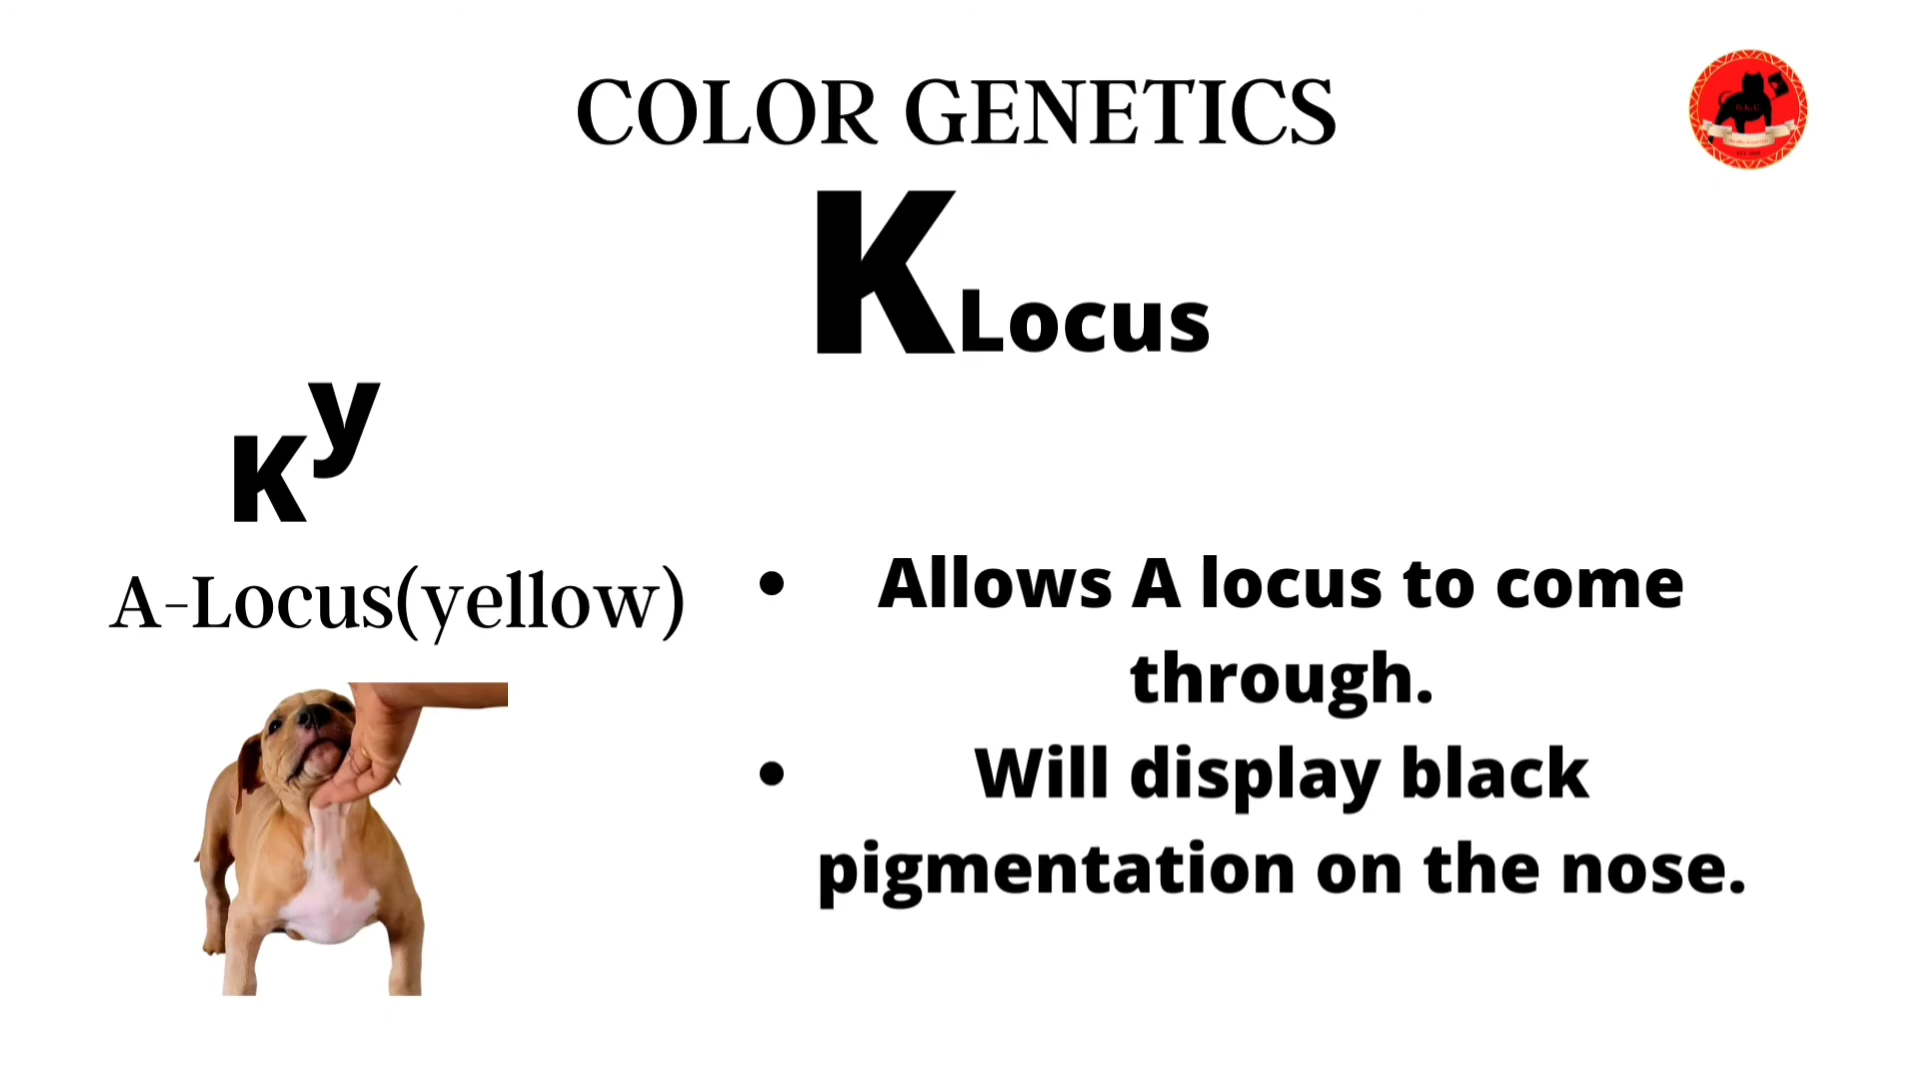 COLOR GENETICS
K Locus
Ky
A-Locus(yellow)
• Allows A locus to come
through.
• Will display black
pigmentation on the nose.